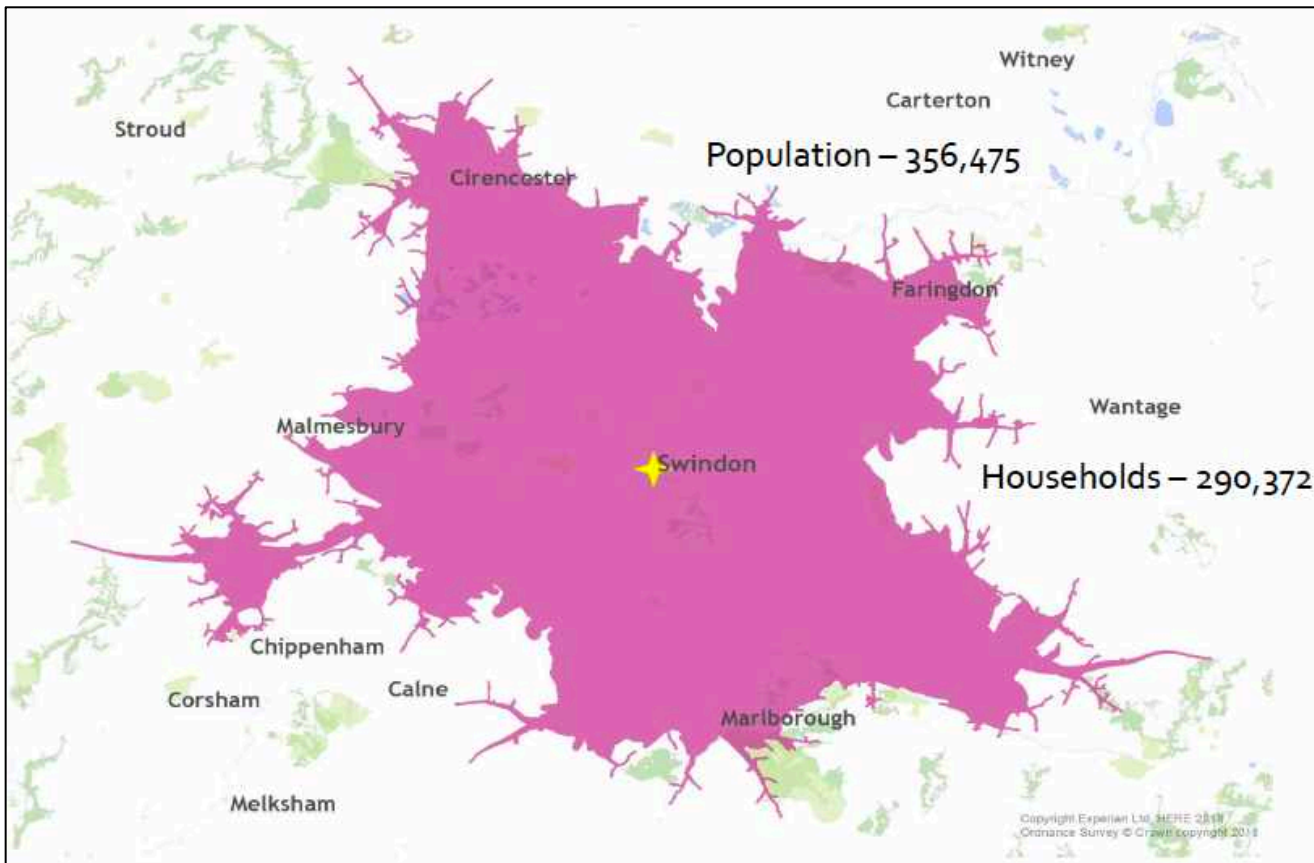 Witney
Carterton
Stroud
Population – 356,475
Cirencester
Faringdon
Wantage
Malmesbury
Swindon
Households – 290,372
Chippenham
Calne
Corsham
Marlborough
Melksham
Copyright Experian Ltd, HERE 2018
Ordnance Survey © Crown copyright 2018